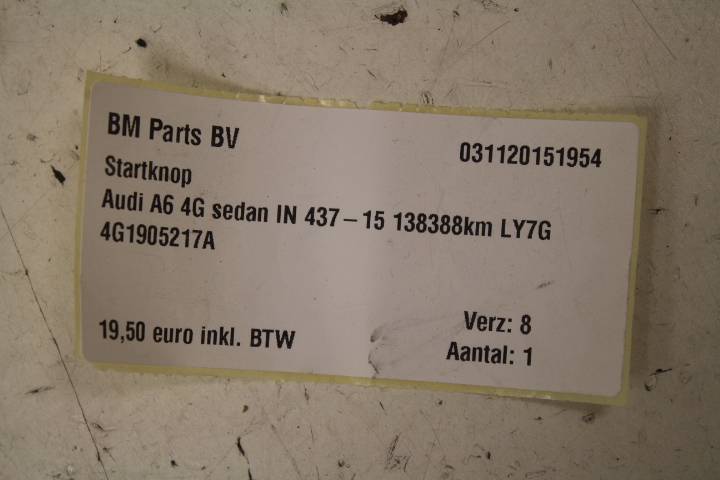 BM Parts BV
031120151954
Startknop
Audi A6 4G sedan IN 437-15 138388km LY7G
4G1905217A
19,50 euro inkl. BTW
Verz: 8
Aantal: 1